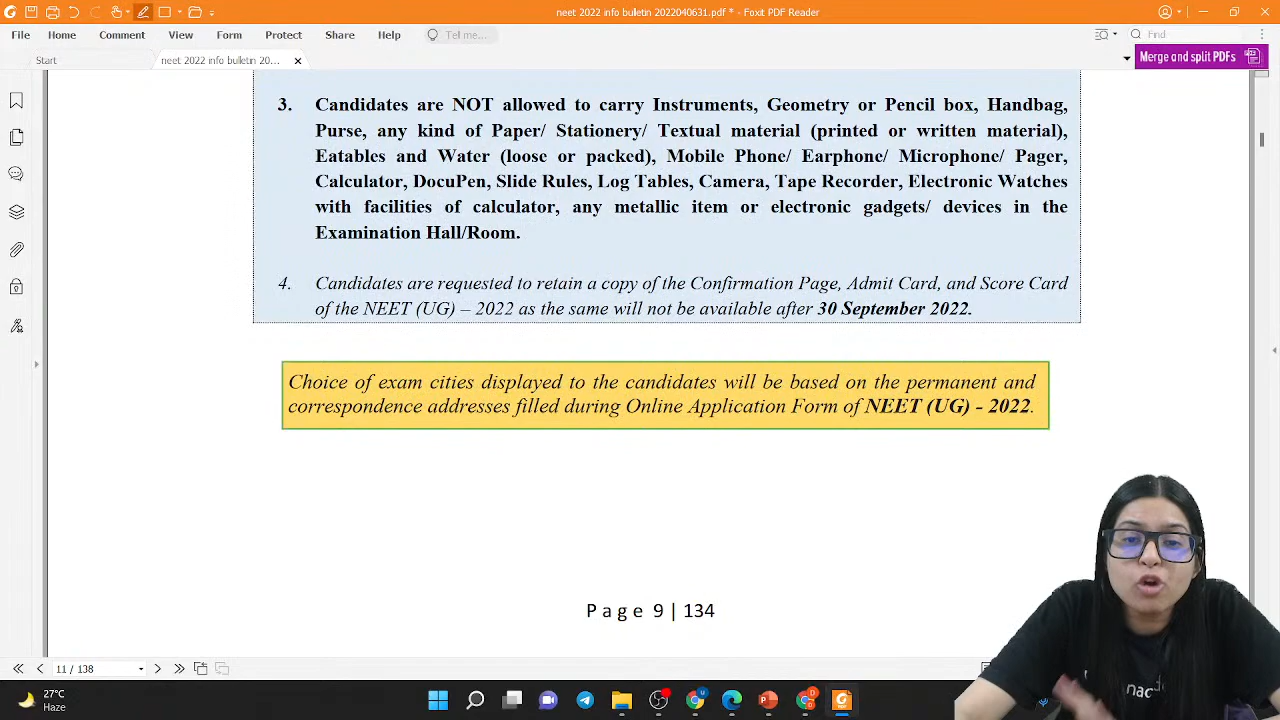 neet 2022 info buletin 2022040631.pdf * - Foxit PDF Reader
File Home Comment View Form Protect Share Help Tell me... Find
Start neet 2022 info bulletin 20... Merge and split PDFs
3. Candidates are NOT allowed to carry Instruments, Geometry or Pencil box, Handbag,
Purse, any kind of Paper/ Stationery/ Textual material (printed or written material),
Eatables and Water (loose or packed), Mobile Phone/ Earphone/ Microphone/ Pager,
Calculator, DocuPen, Slide Rules, Log Tables, Camera, Tape Recorder, Electronic Watches
with facilities of calculator, any metallic item or electronic gadgets/ devices in the
Examination Hall/Room.
4. Candidates are requested to retain a copy of the Confirmation Page, Admit Card, and Score Card
of the NEET (UG) – 2022 as the same will not be available after 30 September 2022.
Choice of exam cities displayed to the candidates will be based on the permanent and
correspondence addresses filled during Online Application Form of NEET (UG) - 2022.
P a g e 9 | 134
11 / 138
27°C
Haze